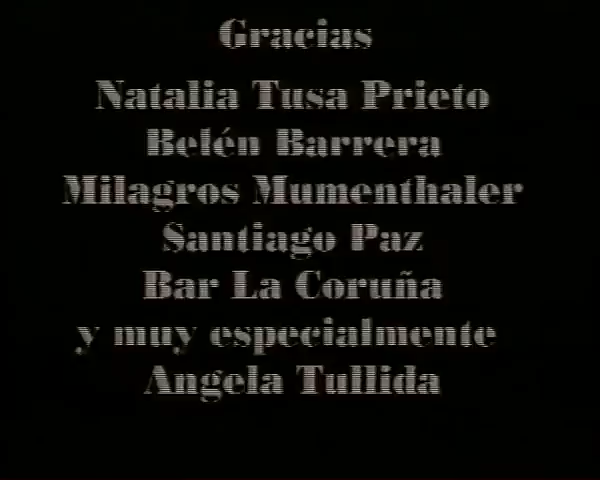 Gracias
Natalia Tusa Prieto
Belén Barrera
Milagros Mumenthaler
Santiago Paz
Bar La Coruña
y muy especialmente
Angela Tullida